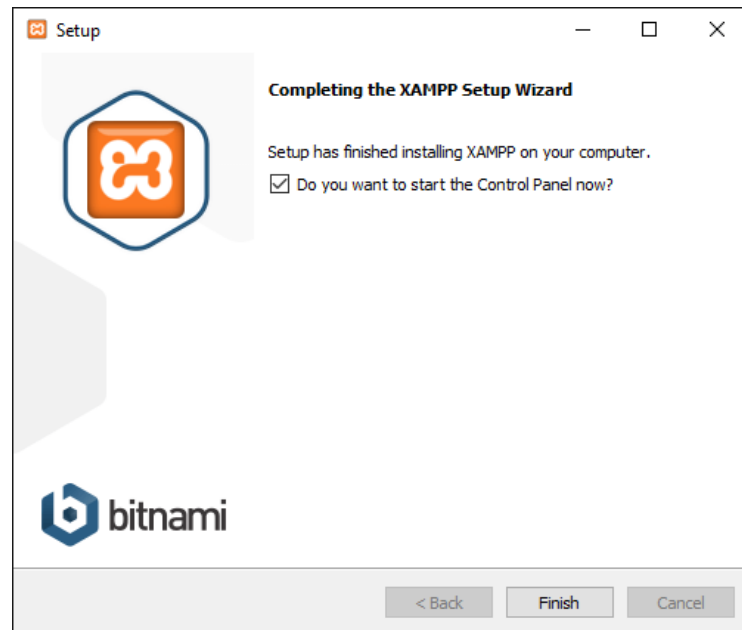 Setup
Completing the XAMPP Setup Wizard
Setup has finished installing XAMPP on your computer.
Do you want to start the Control Panel now?
bitnami
< Back
Finish
Cancel